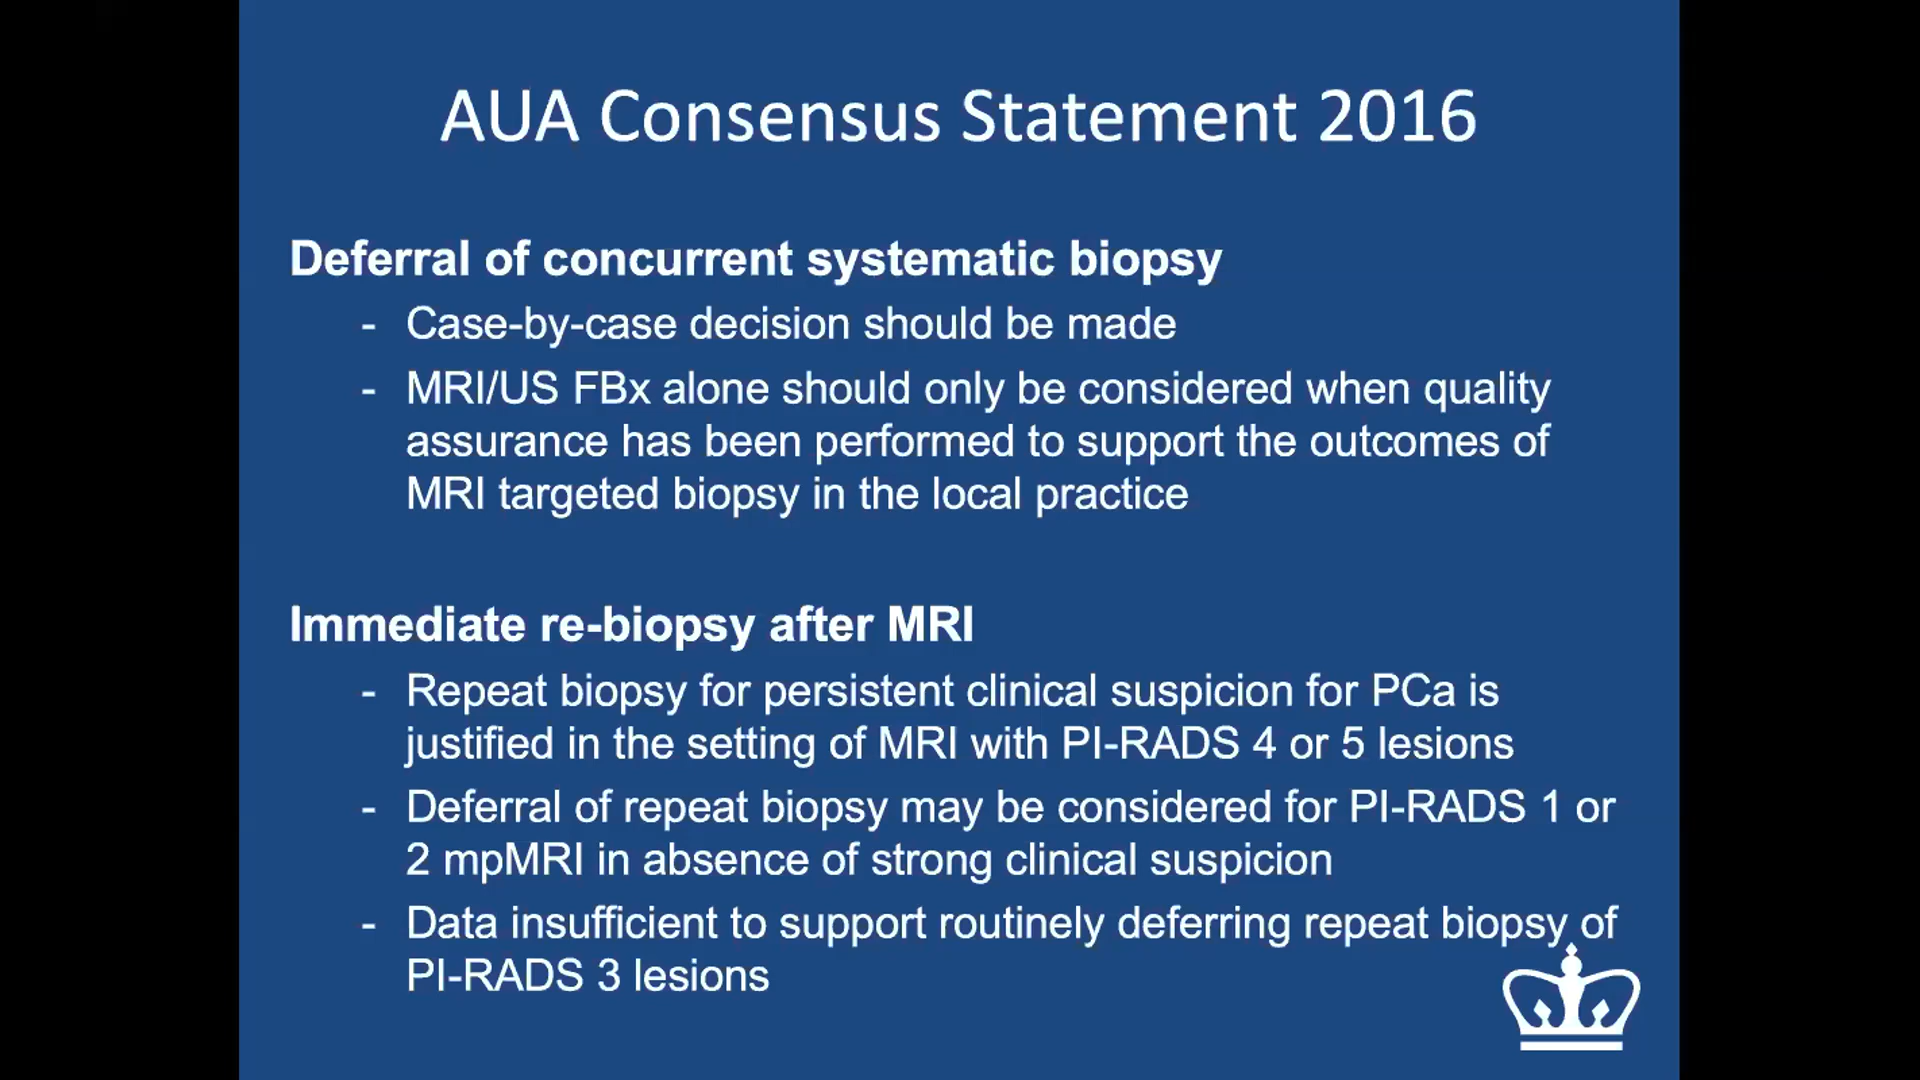 AUA Consensus Statement 2016
Deferral of concurrent systematic biopsy
- Case-by-case decision should be made
- MRI/US FBx alone should only be considered when quality
assurance has been performed to support the outcomes of
MRI targeted biopsy in the local practice
Immediate re-biopsy after MRI
- Repeat biopsy for persistent clinical suspicion for PCa is
justified in the setting of MRI with PI-RADS 4 or 5 lesions
- Deferral of repeat biopsy may be considered for PI-RADS 1 or
2 mpMRI in absence of strong clinical suspicion
- Data insufficient to support routinely deferring repeat biopsy of
PI-RADS 3 lesions